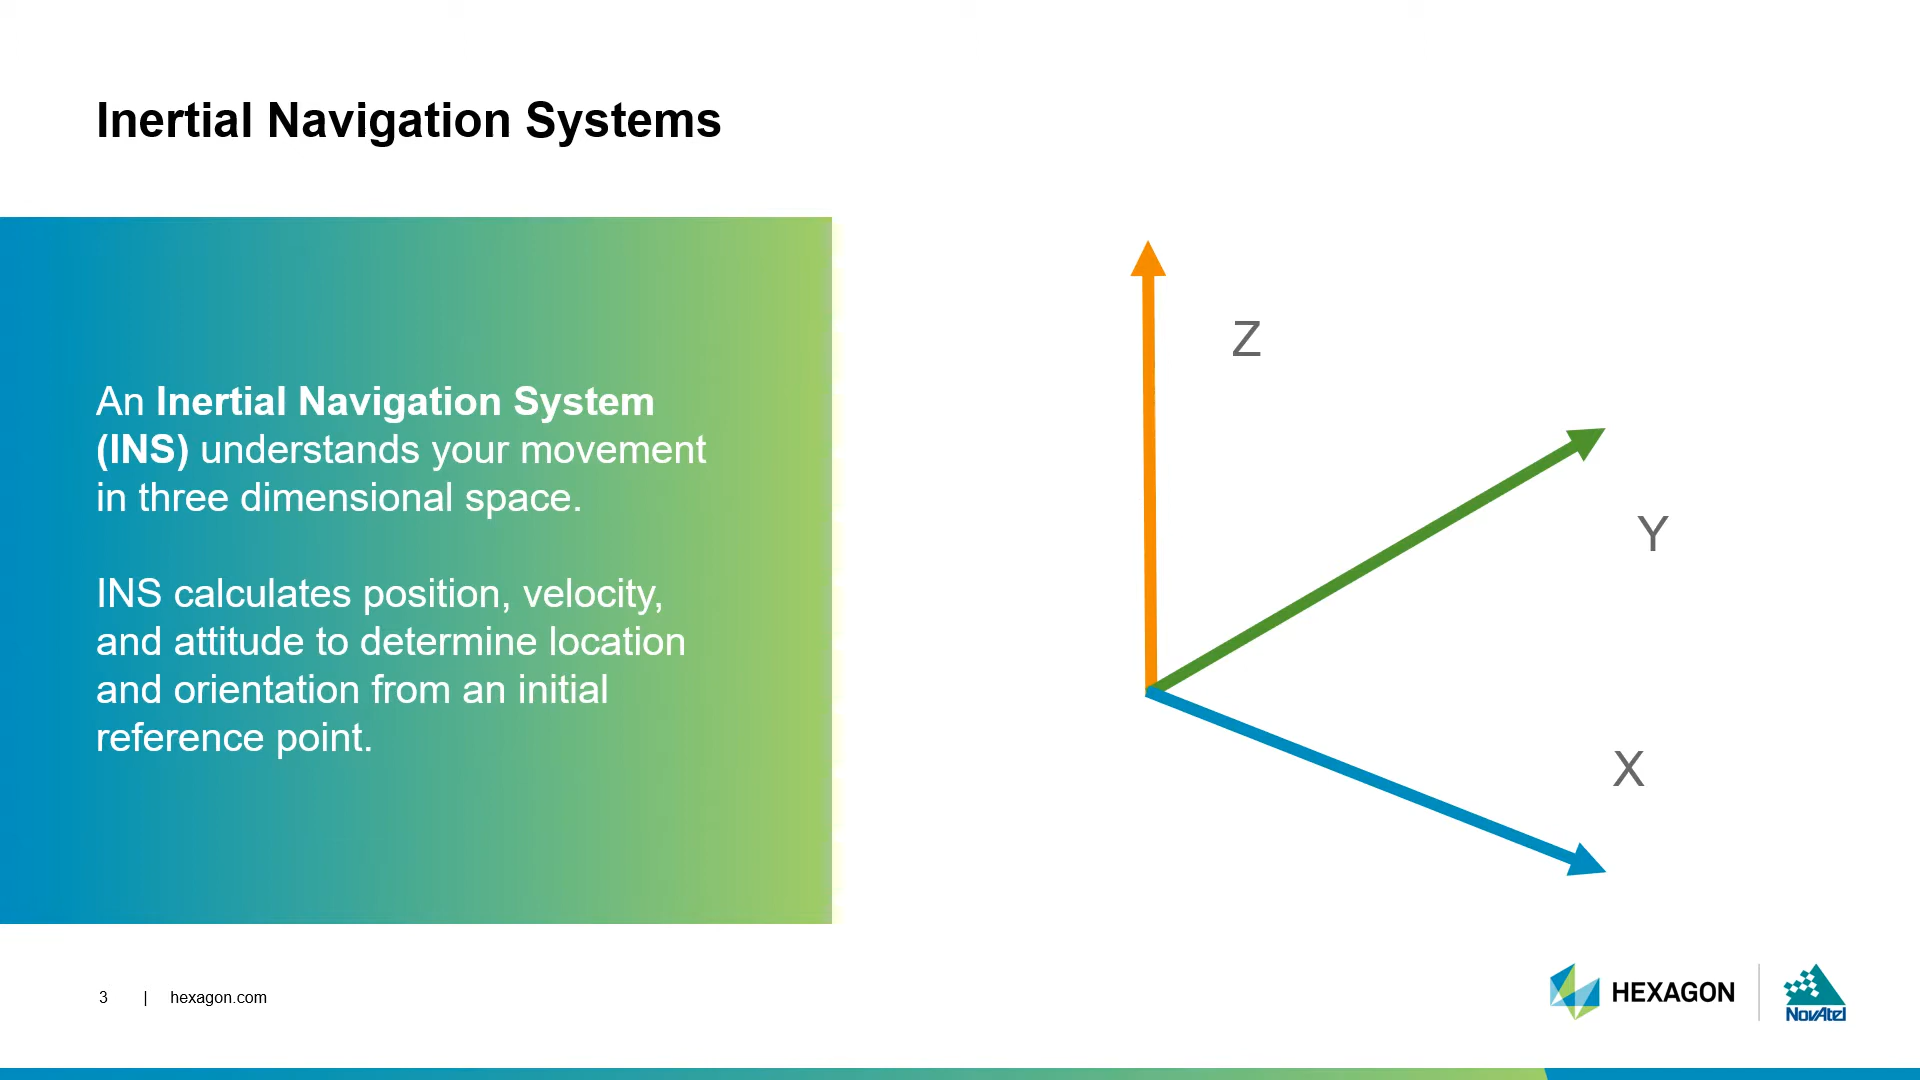 Inertial Navigation Systems
An Inertial Navigation System
(INS) understands your movement
in three dimensional space.
INS calculates position, velocity,
and attitude to determine location
and orientation from an initial
reference point.
Z
Y
X
3 | hexagon.com
HEXAGON
NovAtel